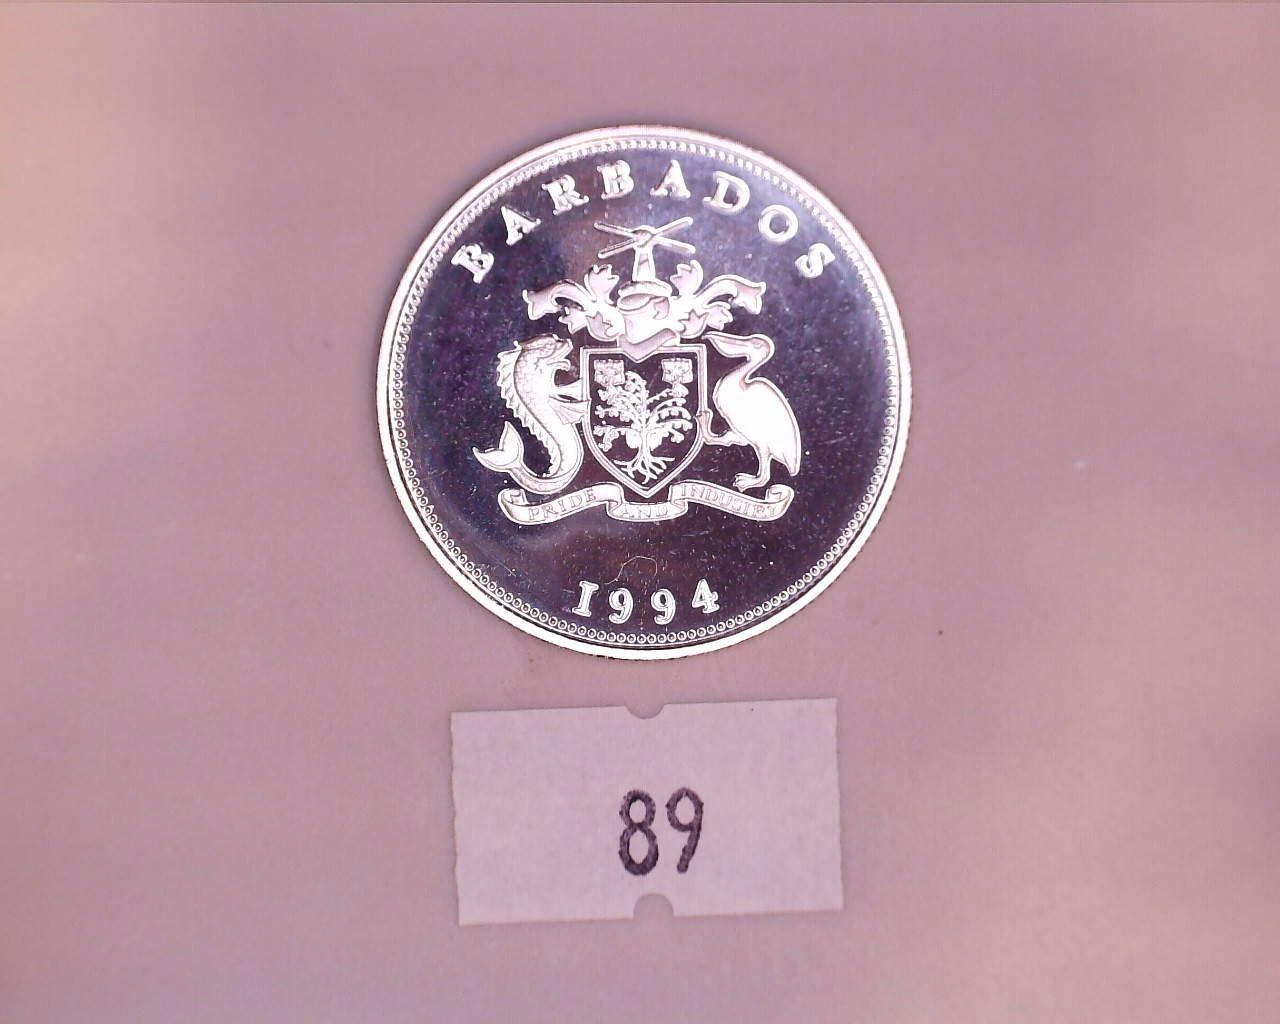 BARBADOS
PRIDE AND INDUSTRY
1994
89